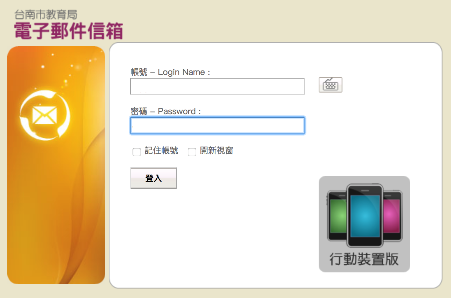 台南市教育局
電子郵件信箱
帳號 – Login Name :
密碼 – Password :
記住帳號 開新視窗
登入
行動裝置版